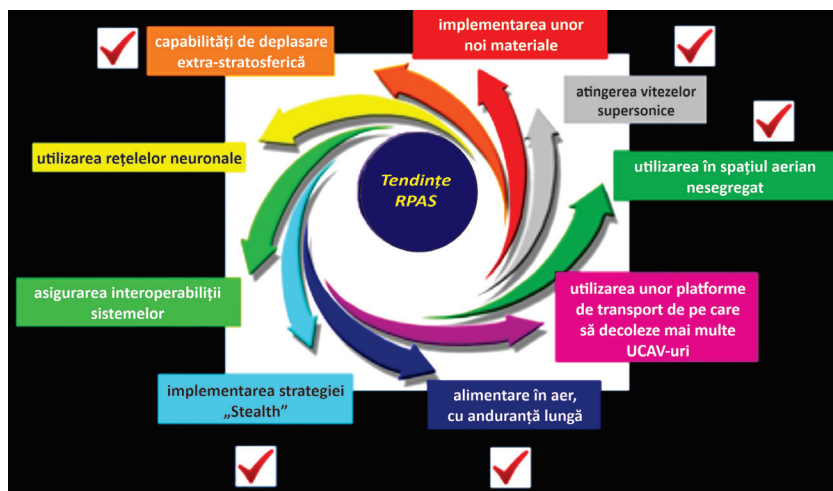 capabilități de deplasare
extra-stratosferică
implementarea unor
noi materiale
atingerea vitezelor
supersonice
utilizarea rețelelor neuronale
Tendințe
RPAS
utilizarea în spațiul aerian
nesegregat
asigurarea interoperabiliții
sistemelor
utilizarea unor platforme
de transport de pe care
să decoleze mai multe
UCAV-uri
implementarea strategiei
„Stealth”
alimentare în aer,
cu anduranță lungă